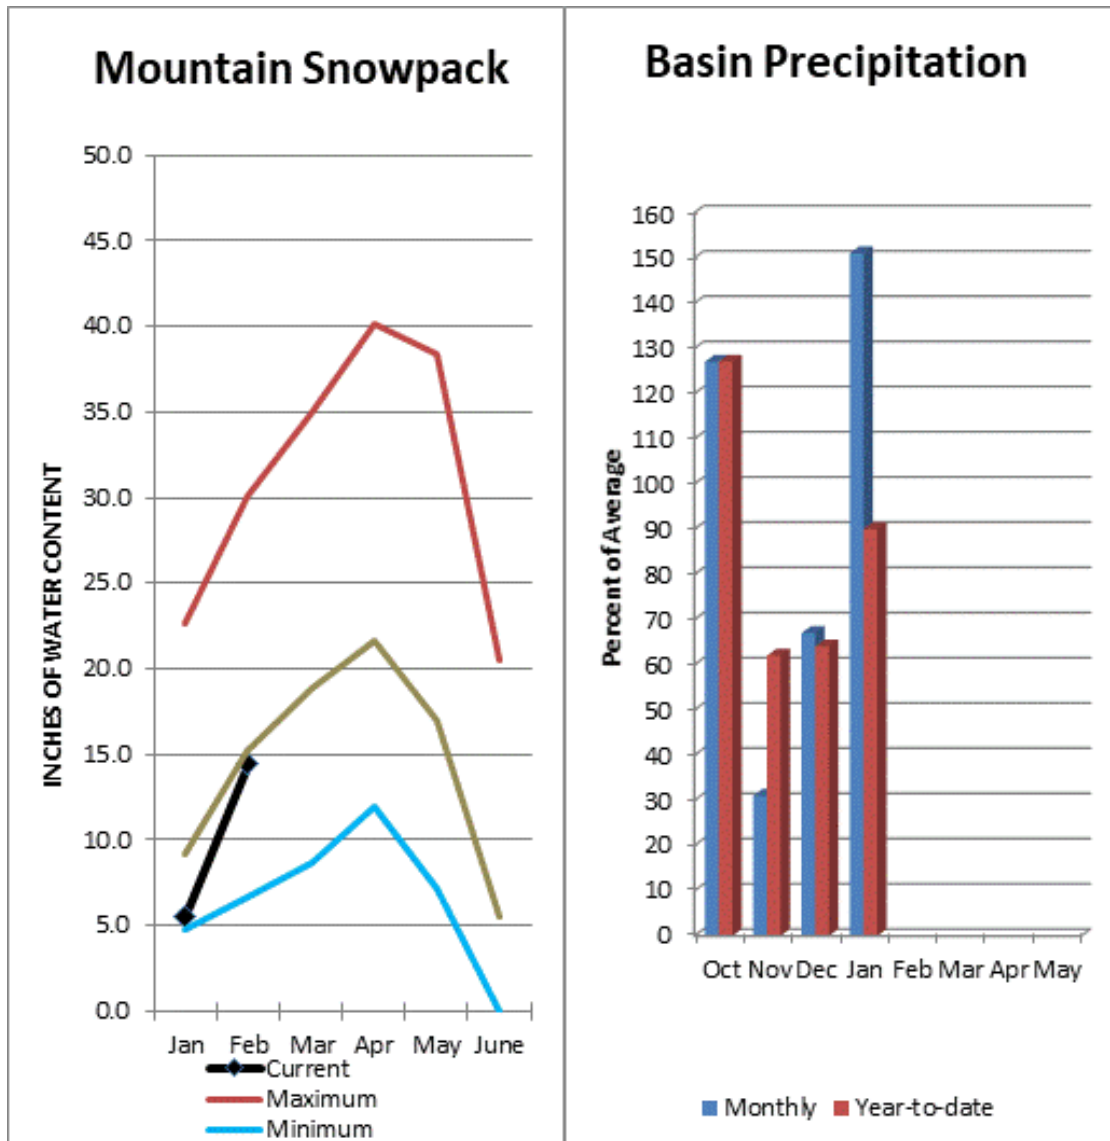 Mountain Snowpack
INCHES OF WATER CONTENT
50.0
45.0
40.0
35.0
30.0
25.0
20.0
15.0
10.0
5.0
0.0
Jan Feb Mar Apr May June
Current
Maximum
Minimum
Basin Precipitation
Percent of Average
160
150
140
130
120
110
100
90
80
70
60
50
40
30
20
10
0
Oct Nov Dec Jan Feb Mar Apr May
Monthly Year-to-date